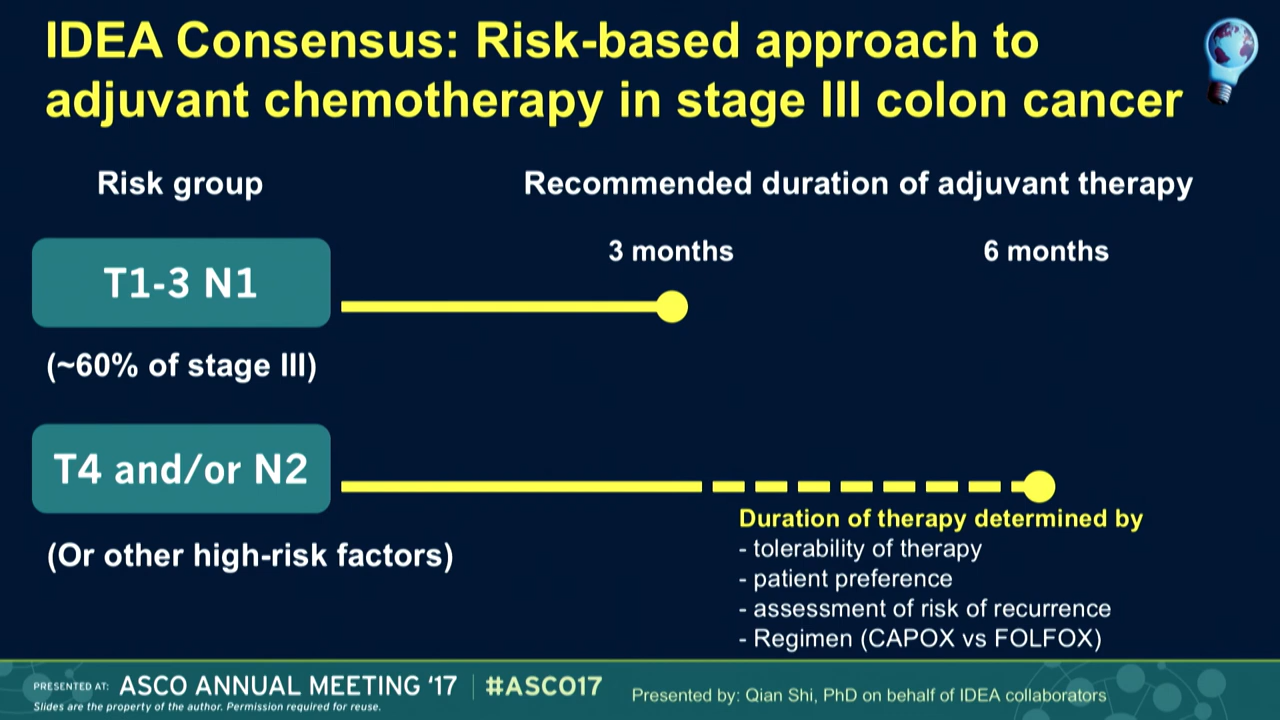 IDEA Consensus: Risk-based approach to
adjuvant chemotherapy in stage III colon cancer
Risk group
Recommended duration of adjuvant therapy
3 months
6 months
T1-3 N1
(~60% of stage III)
T4 and/or N2
(Or other high-risk factors)
Duration of therapy determined by
- tolerability of therapy
- patient preference
- assessment of risk of recurrence
- Regimen (CAPOX vs FOLFOX)
PRESENTED AT: ASCO ANNUAL MEETING ‘17 | #ASCO17
Slides are the property of the author. Permission required for reuse.
Presented by: Qian Shi, PhD on behalf of IDEA collaborators